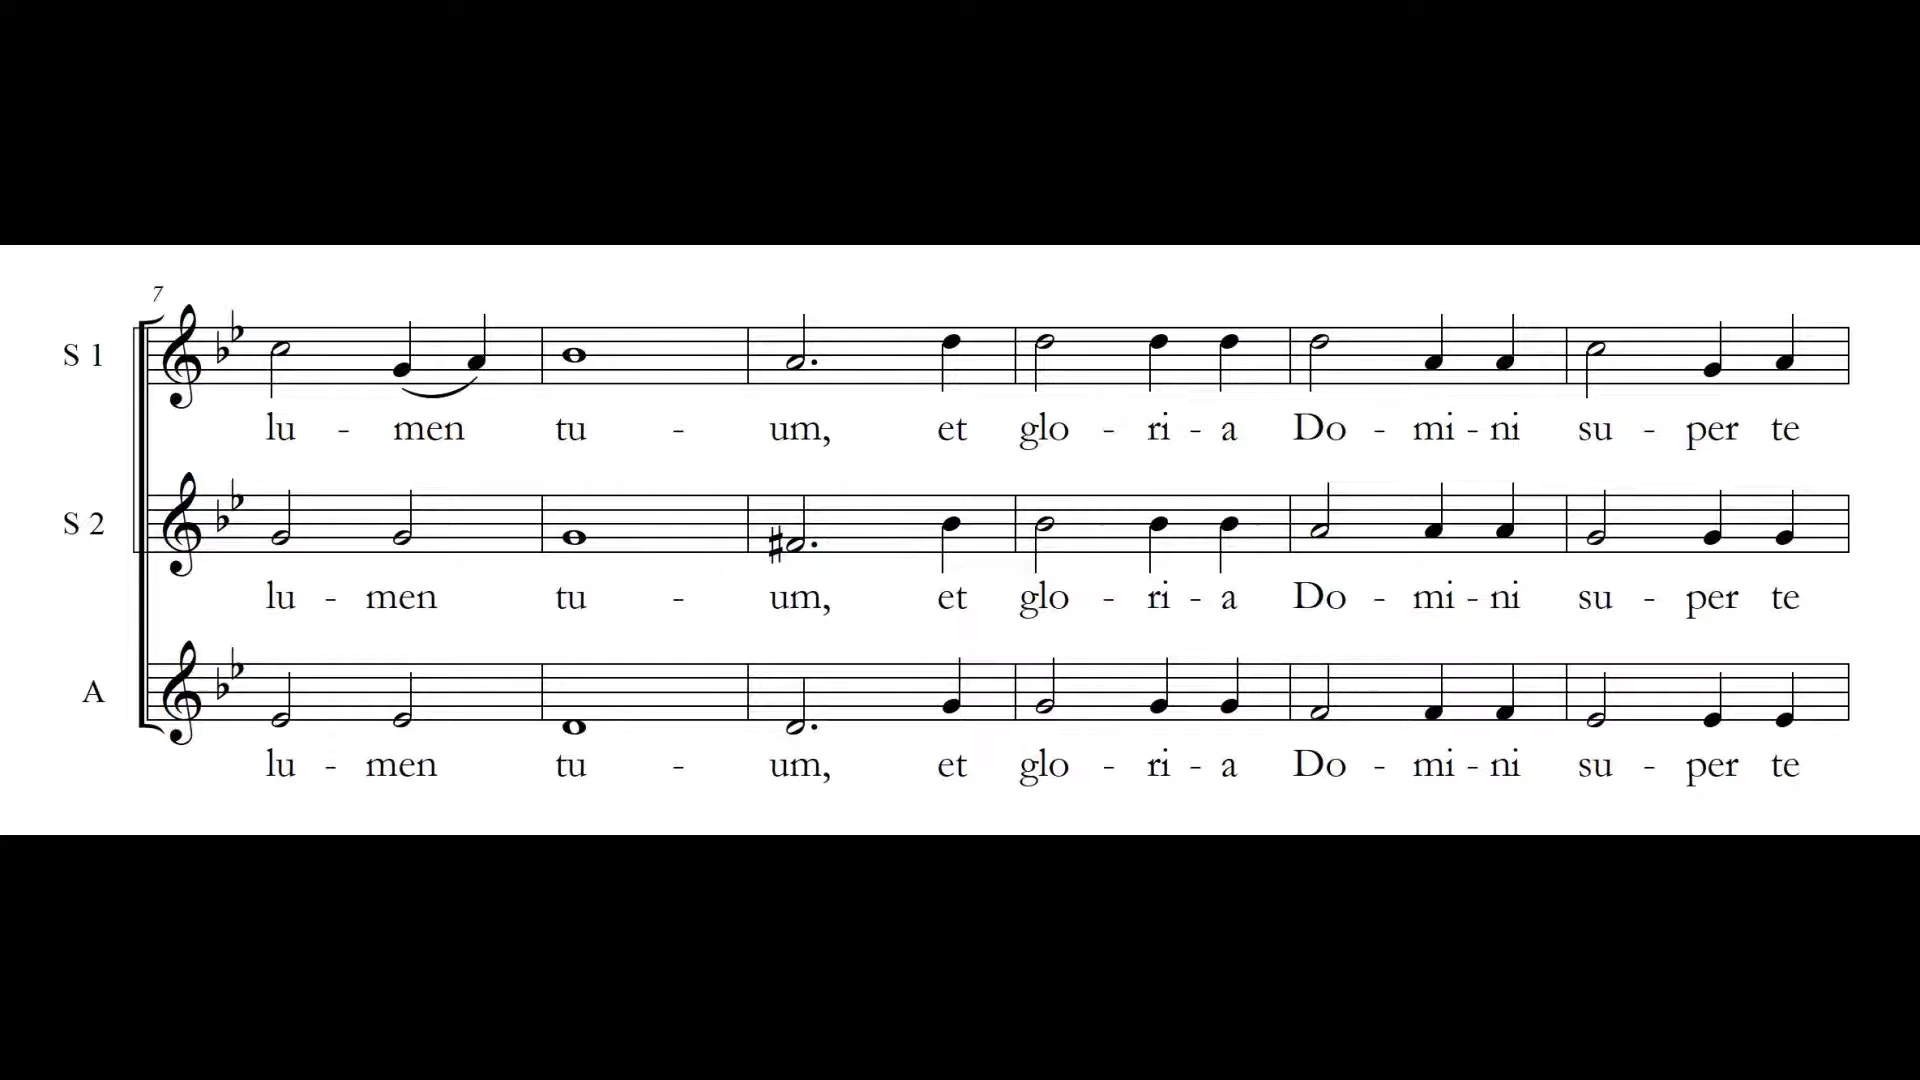 7
S 1
lu - men tu - um, et glo - ri - a Do - mi - ni su - per te
S 2
lu - men tu - um, et glo - ri - a Do - mi - ni su - per te
A
lu - men tu - um, et glo - ri - a Do - mi - ni su - per te